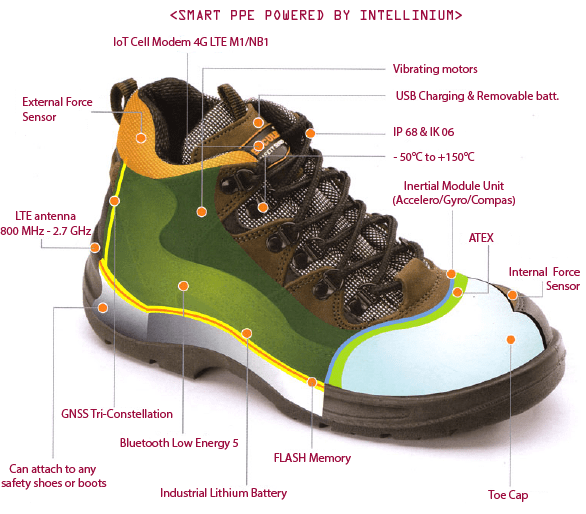 <SMART PPE POWERED BY INTELLINIUM>
IoT Cell Modem 4G LTE M1/NB1
Vibrating motors
USB Charging & Removable batt.
External Force
Sensor
IP 68 & IK 06
- 50°C to +150°C
Inertial Module Unit
(Accelero/Gyro/Compas)
LTE antenna
800 MHz - 2.7 GHz
ATEX
Internal Force
Sensor
GNSS Tri-Constellation
Bluetooth Low Energy 5
FLASH Memory
Can attach to any
safety shoes or boots
Industrial Lithium Battery
Toe Cap